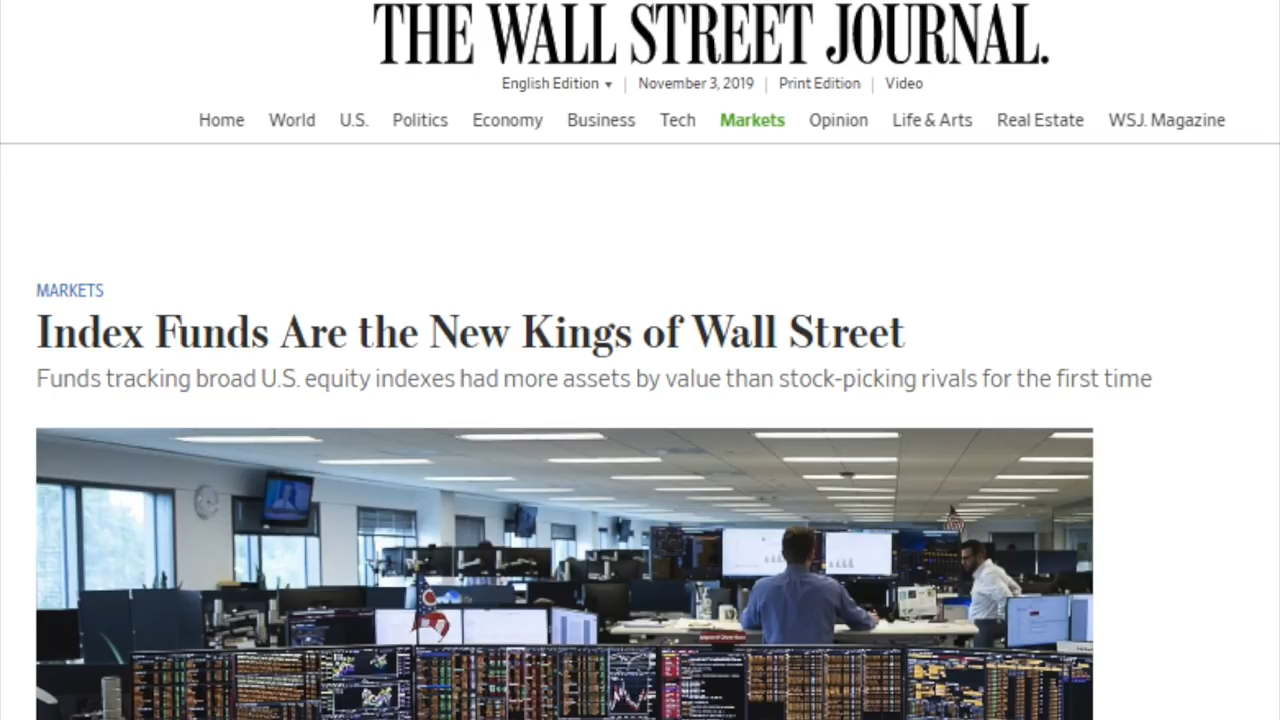 THE WALL STREET JOURNAL.
English Edition ▾ | November 3, 2019 | Print Edition | Video
Home World U.S. Politics Economy Business Tech Markets Opinion Life & Arts Real Estate WSJ. Magazine
MARKETS
Index Funds Are the New Kings of Wall Street
Funds tracking broad U.S. equity indexes had more assets by value than stock-picking rivals for the first time